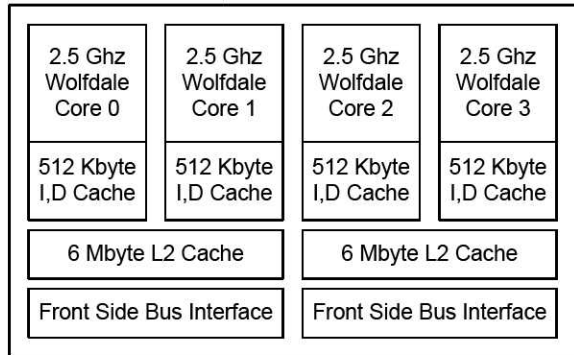 2.5 Ghz
Wolfdale
Core 0
2.5 Ghz
Wolfdale
Core 1
2.5 Ghz
Wolfdale
Core 2
2.5 Ghz
Wolfdale
Core 3
512 Kbyte
I,D Cache
512 Kbyte
I,D Cache
512 Kbyte
I,D Cache
512 Kbyte
I,D Cache
6 Mbyte L2 Cache
6 Mbyte L2 Cache
Front Side Bus Interface
Front Side Bus Interface